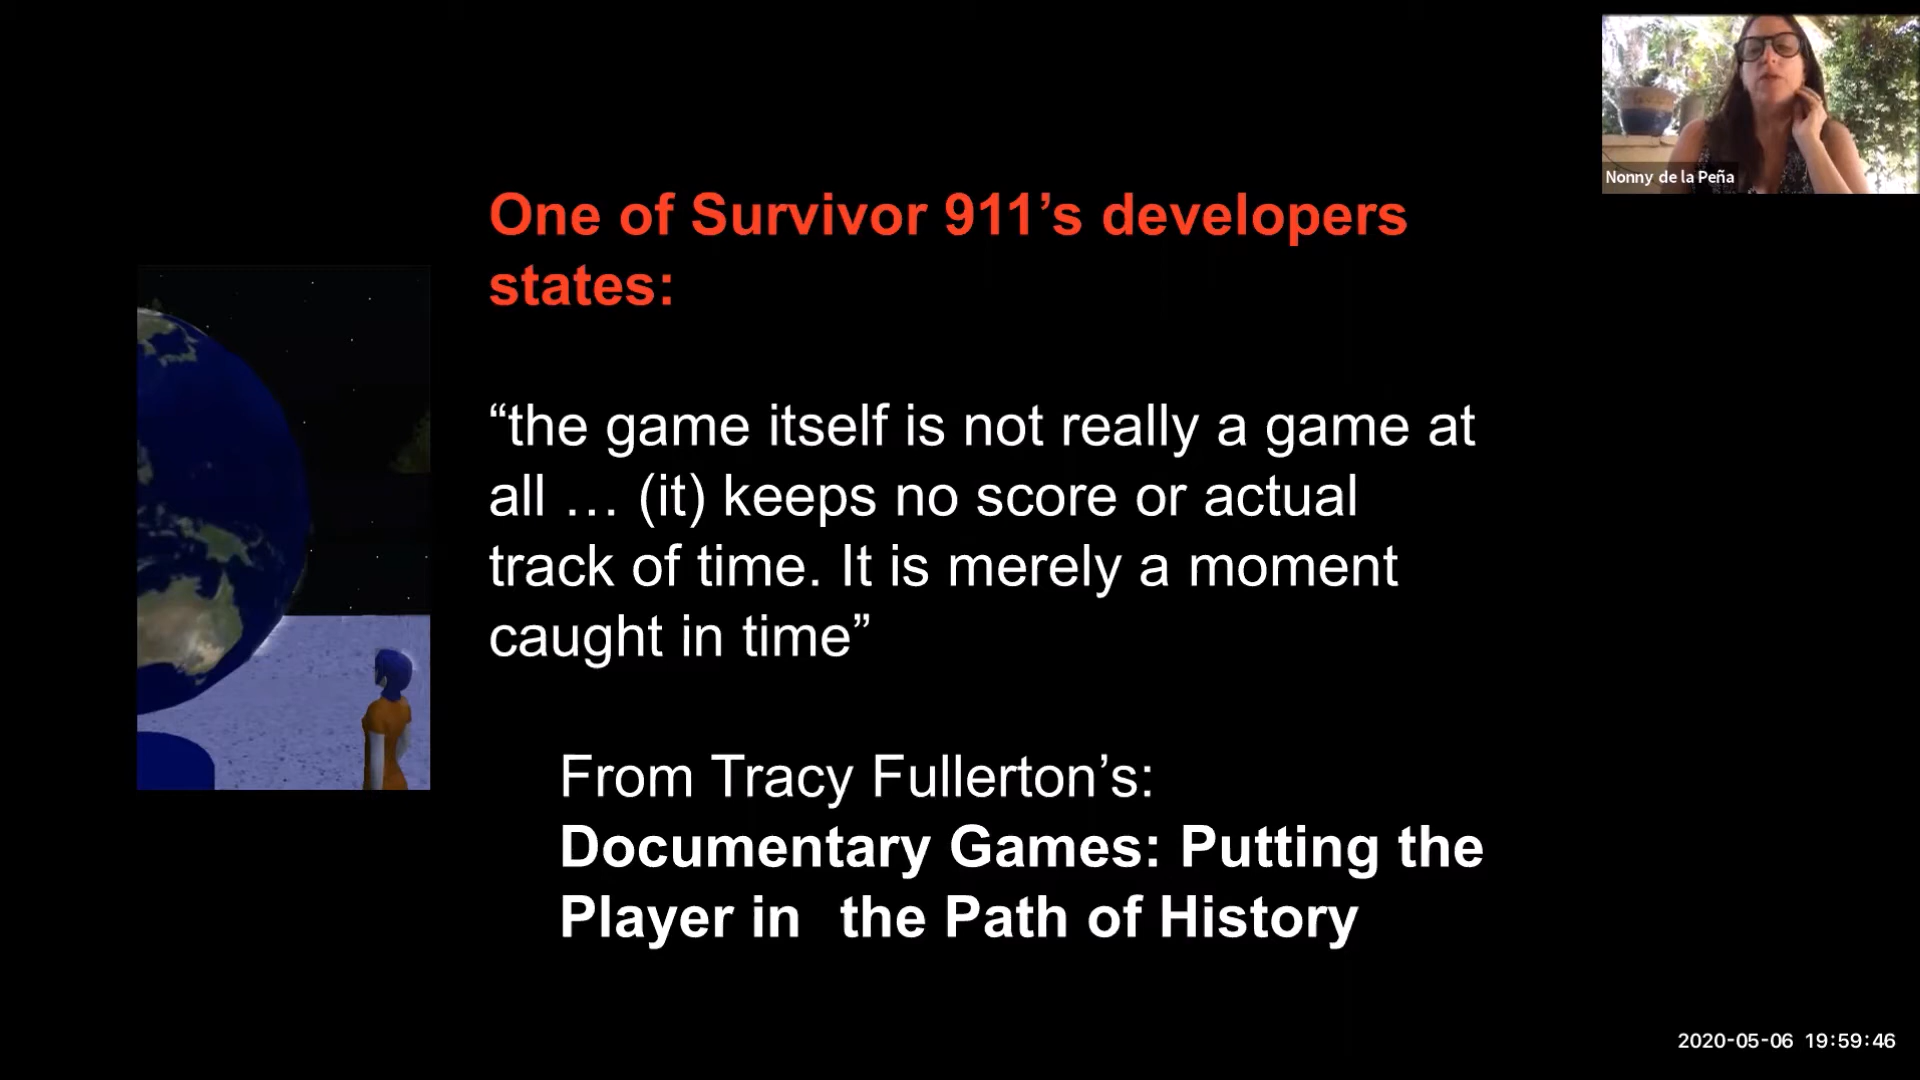 Nonny de la Peña
One of Survivor 911’s developers
states:
“the game itself is not really a game at
all … (it) keeps no score or actual
track of time. It is merely a moment
caught in time”
From Tracy Fullerton’s:
Documentary Games: Putting the
Player in the Path of History
2020-05-06 19:59:46